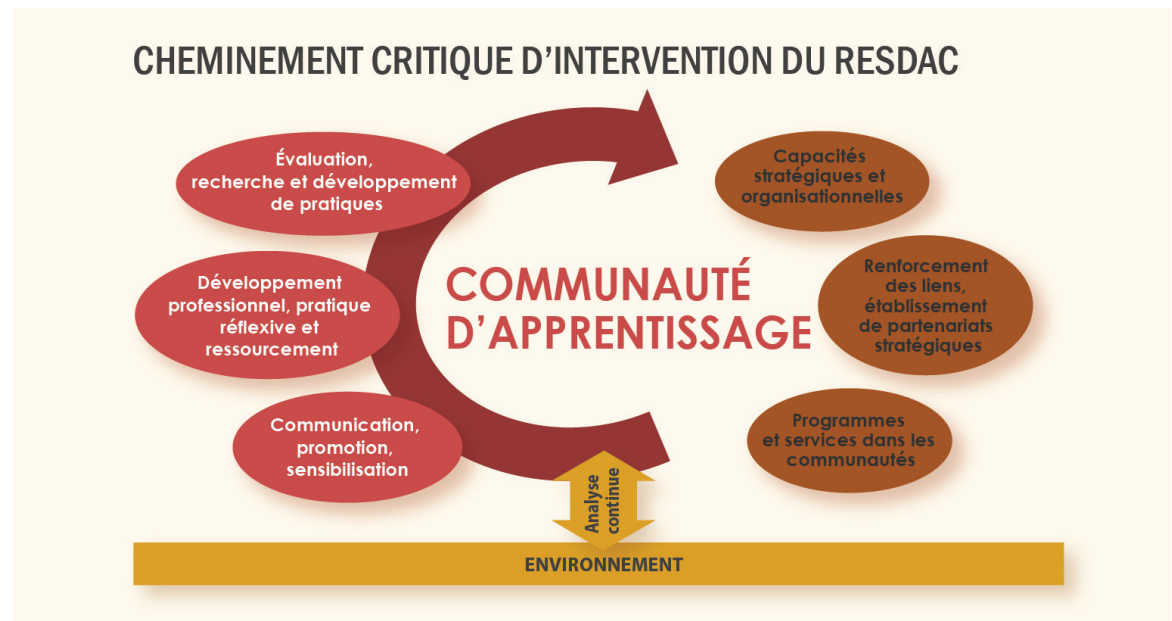 CHEMINEMENT CRITIQUE D'INTERVENTION DU RESDAC
Évaluation,
recherche et développement
de pratiques
Développement
professionnel, pratique
réflexive et
ressourcement
Communication,
promotion,
sensibilisation
COMMUNAUTÉ
D'APPRENTISSAGE
Capacités
stratégiques et
organisationnelles
Renforcement
des liens,
établissement
de partenariats
stratégiques
Programmes
et services dans les
communautés
Analyse
continue
ENVIRONNEMENT